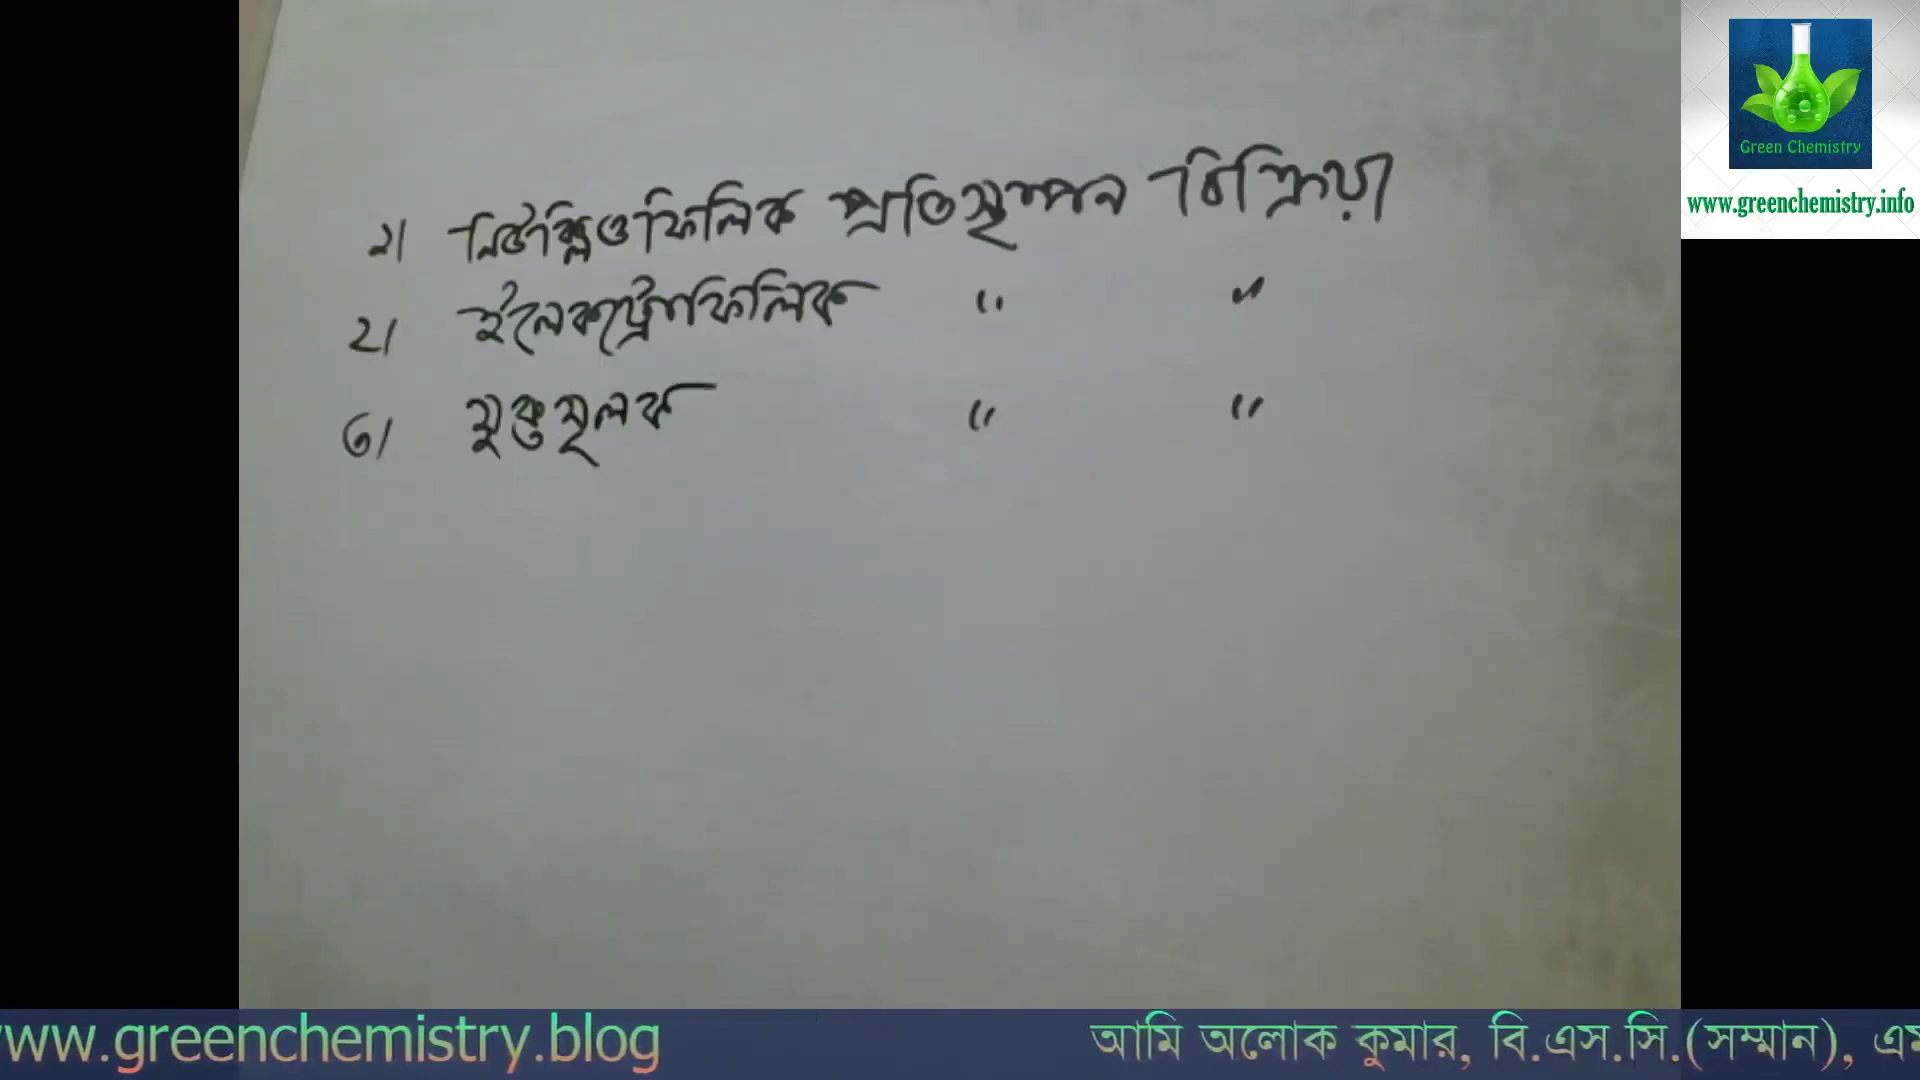 ১। নিউক্লিওফিলিক প্রতিস্থাপন বিক্রিয়া
২। ইলেকট্রোফিলিক " "
৩। মুক্তমূলক " "
Green Chemistry
www.greenchemistry.info
www.greenchemistry.blog
আমি অলোক কুমার, বি.এস.সি.(সম্মান), এম